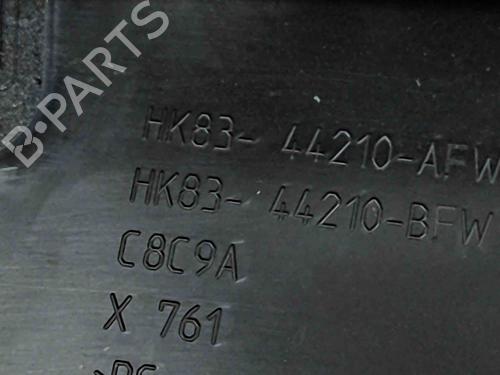 B-PARTS
HK83- 44210-AFW
HK83- 44210-BFW
C8C9A
X 761